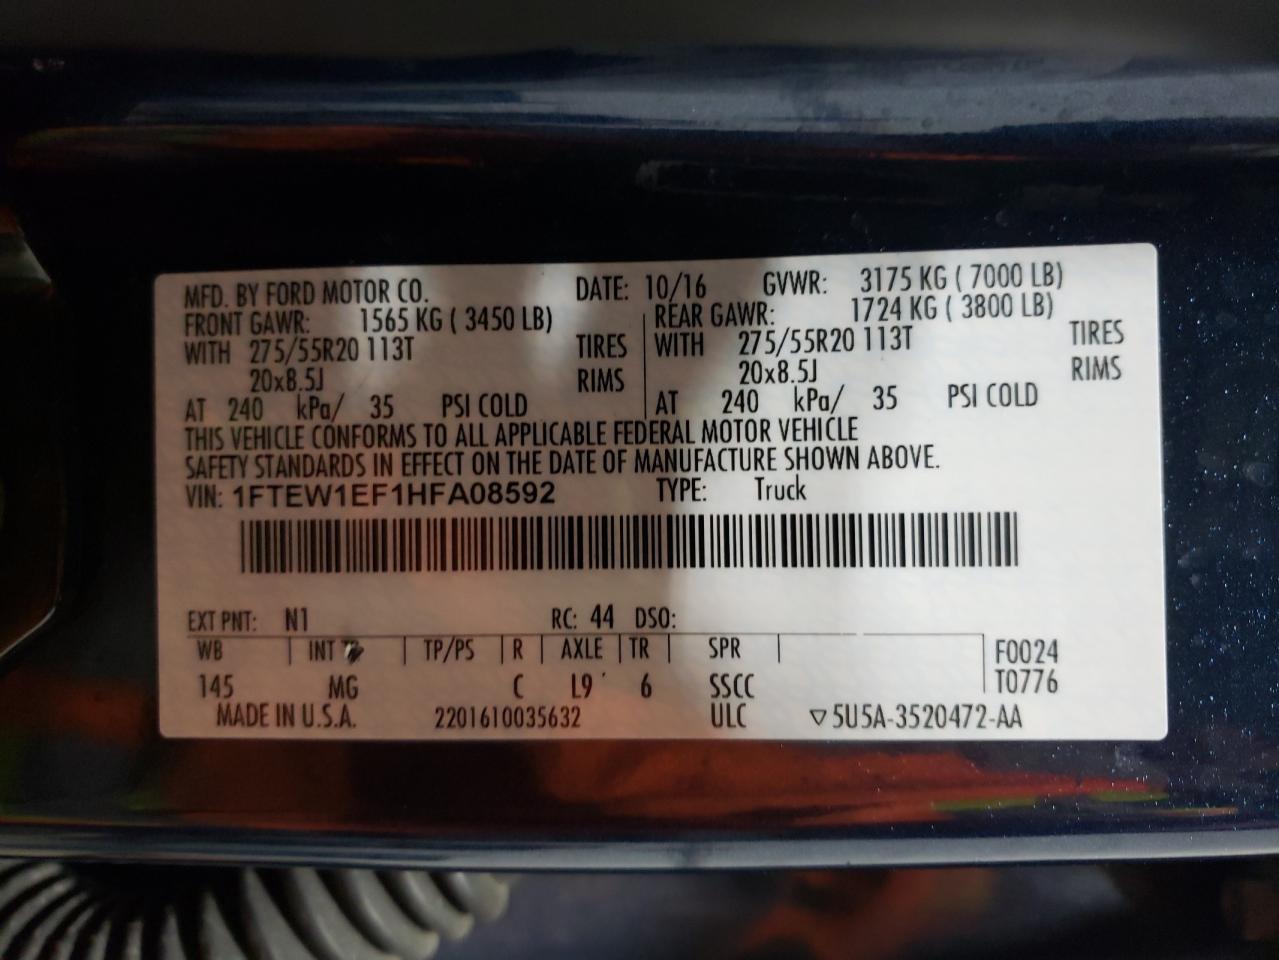 MFD. BY FORD MOTOR CO. DATE: 10/16 GVWR: 3175 KG ( 7000 LB)
FRONT GAWR: 1565 KG ( 3450 LB) REAR GAWR: 1724 KG ( 3800 LB)
WITH 275/55R20 113T TIRES WITH 275/55R20 113T TIRES
20x8.5J RIMS 20x8.5J RIMS
AT 240 kPa/ 35 PSI COLD AT 240 kPa/ 35 PSI COLD
THIS VEHICLE CONFORMS TO ALL APPLICABLE FEDERAL MOTOR VEHICLE
SAFETY STANDARDS IN EFFECT ON THE DATE OF MANUFACTURE SHOWN ABOVE.
VIN: 1FTEW1EF1HFA08592 TYPE: Truck
EXT PNT: N1 RC: 44 DSO:
WB INT TP/PS R AXLE TR SPR F0024
145 MG C L9 6 SSCC T0776
MADE IN U.S.A. 2201610035632 ULC ▽5U5A-3520472-AA